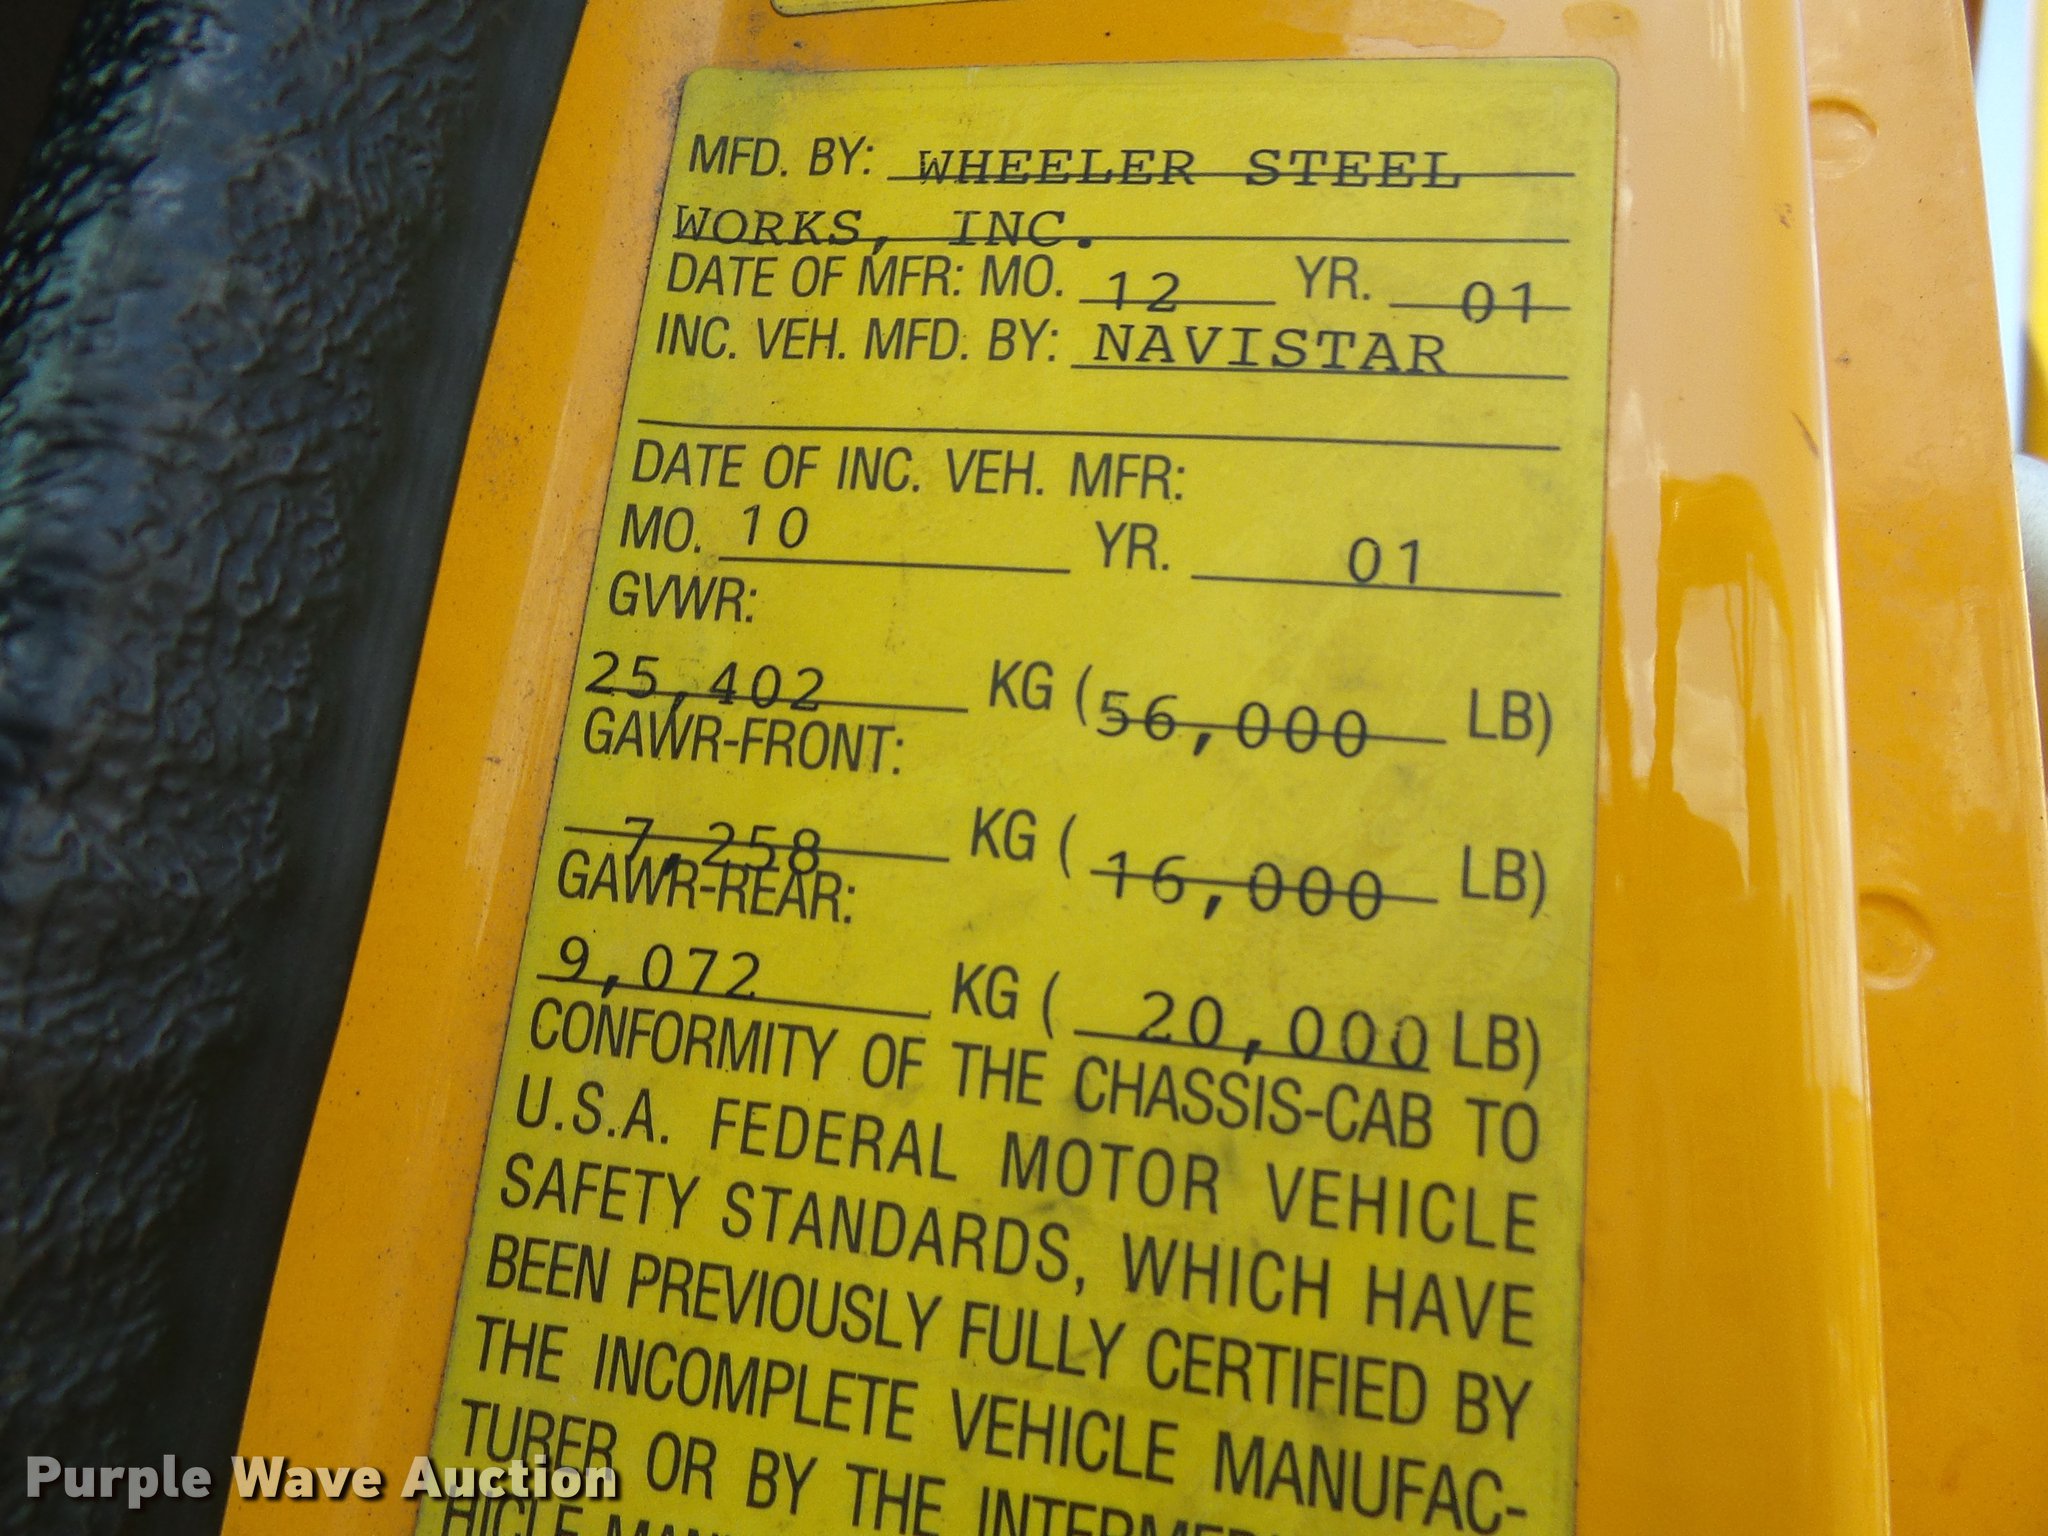 MFD. BY: WHEELER STEEL
WORKS, INC.
DATE OF MFR: MO. 12 YR. 01
INC. VEH. MFD. BY: NAVISTAR
DATE OF INC. VEH. MFR:
MO. 10 YR. 01
GVWR:
25,402 KG (56,000 LB)
GAWR-FRONT:
7,258 KG (16,000 LB)
GAWR-REAR:
9,072 KG (20,000 LB)
CONFORMITY OF THE CHASSIS-CAB TO
U.S.A. FEDERAL MOTOR VEHICLE
SAFETY STANDARDS, WHICH HAVE
BEEN PREVIOUSLY FULLY CERTIFIED BY
THE INCOMPLETE VEHICLE MANUFAC-
TURER OR BY THE
Purple Wave Auction